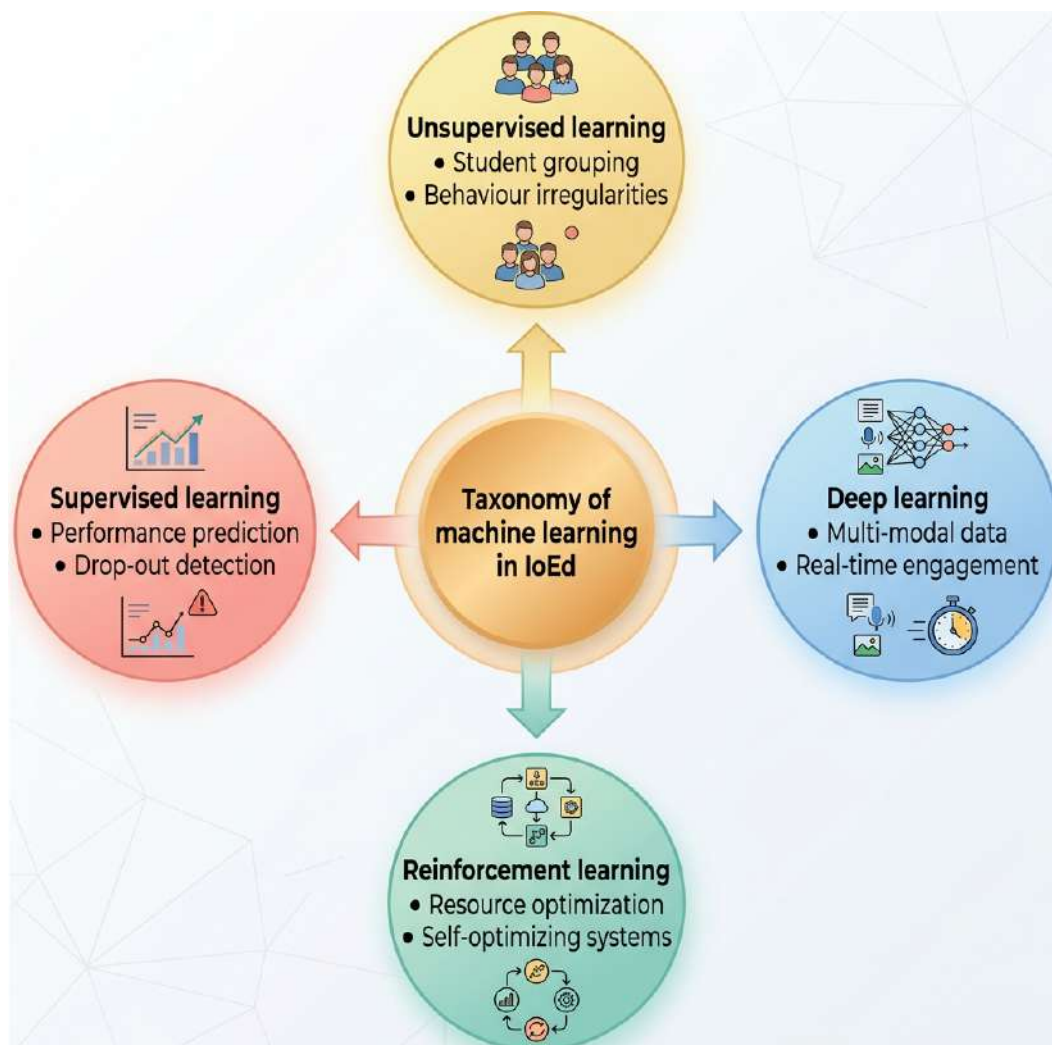 Unsupervised learning
• Student grouping
• Behaviour irregularities
Supervised learning
• Performance prediction
• Drop-out detection
Taxonomy of
machine learning
in IoEd
Deep learning
• Multi-modal data
• Real-time engagement
Reinforcement learning
• Resource optimization
• Self-optimizing systems